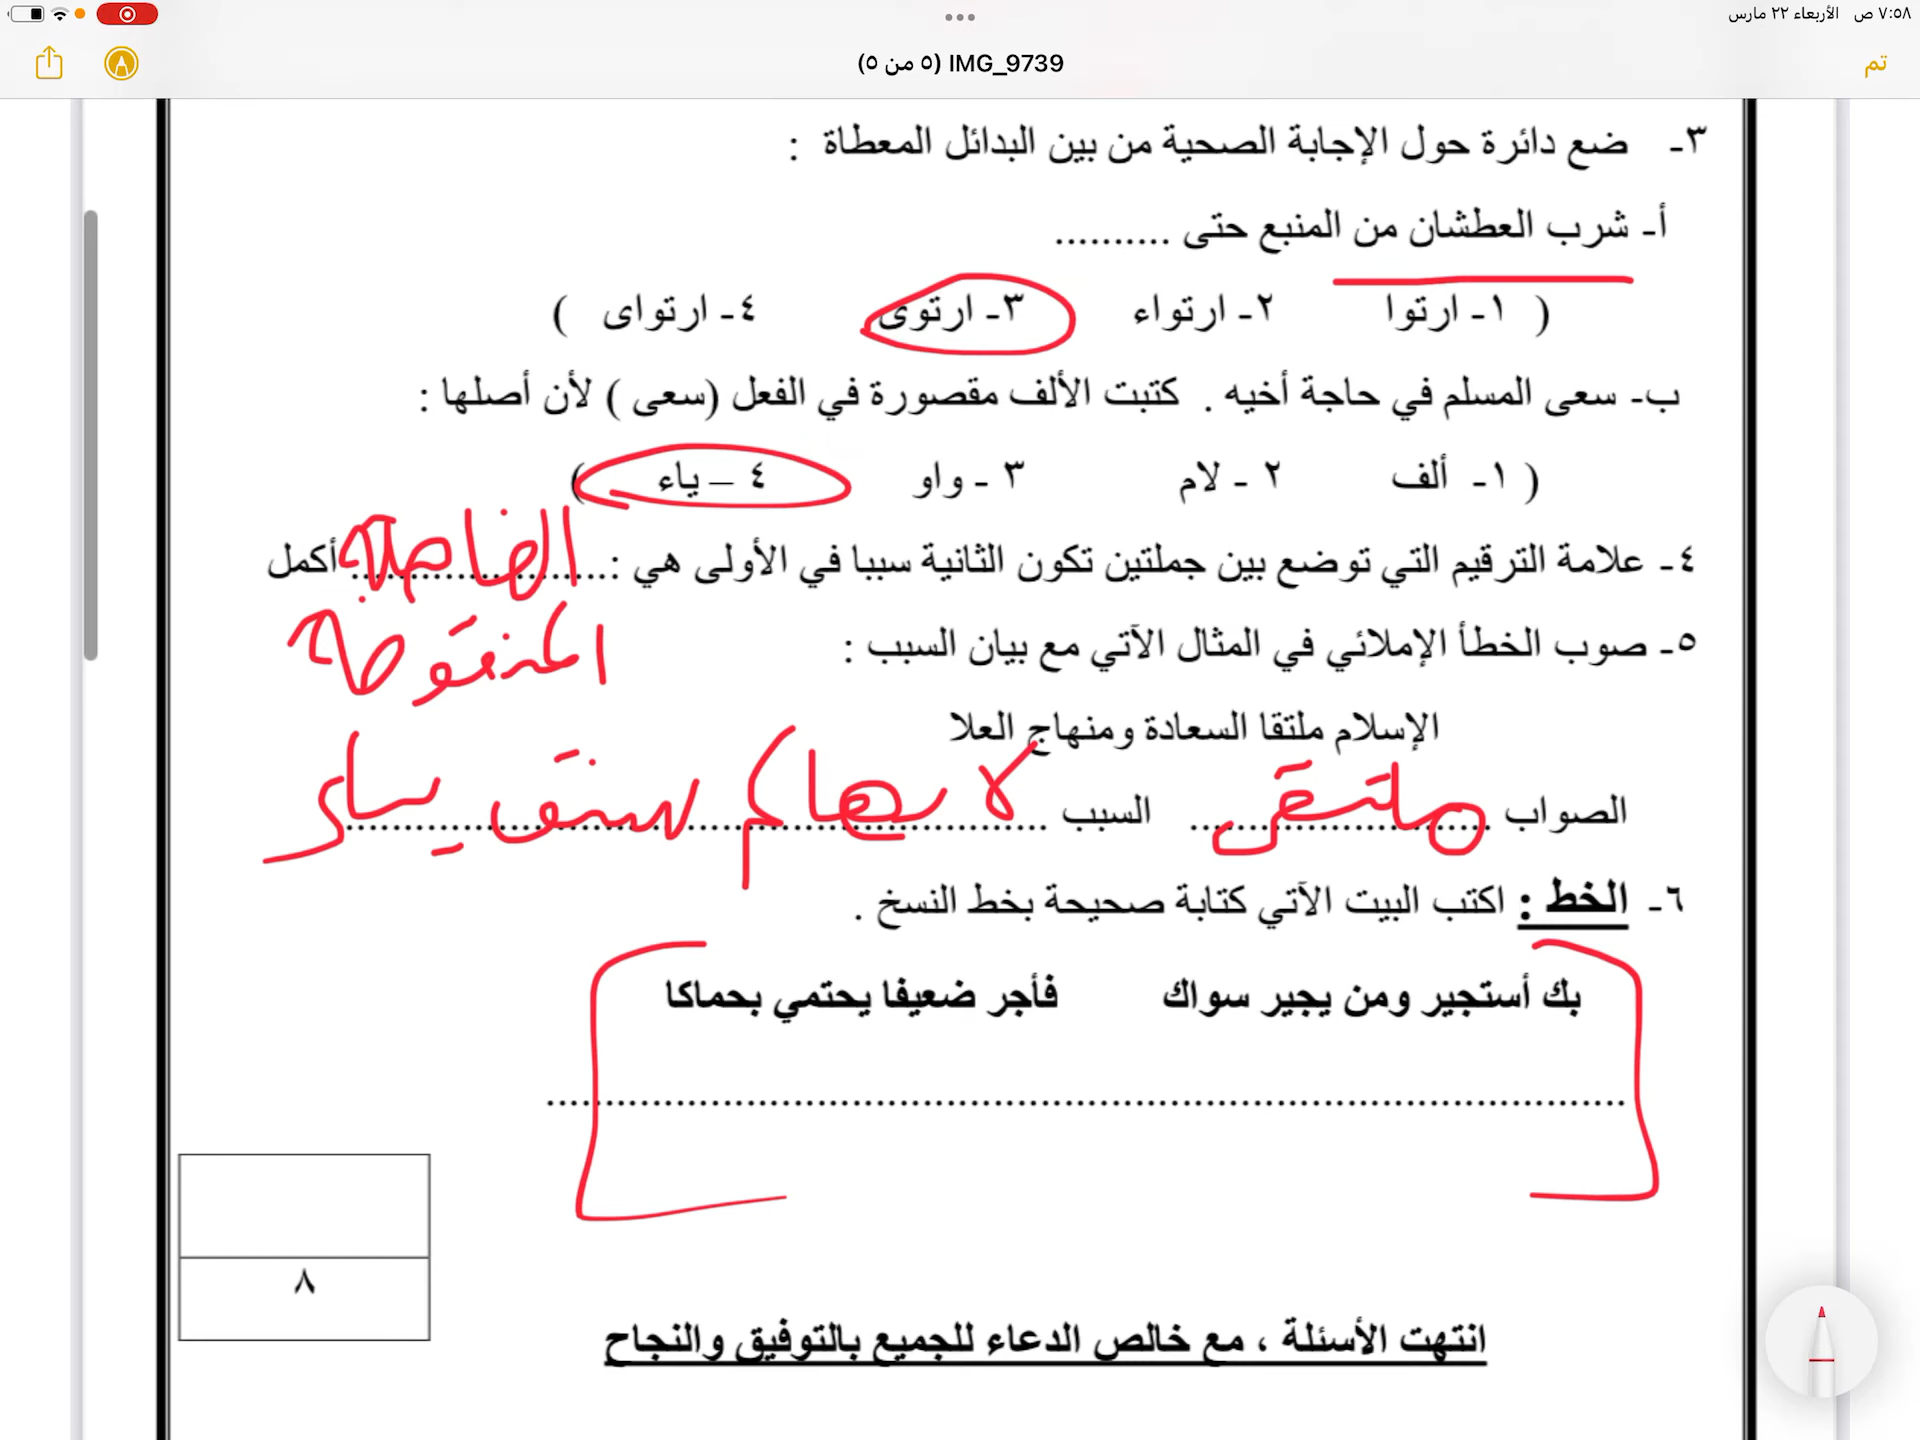 ٧:٥٨ ص الأربعاء ٢٢ مارس
IMG_9739 (٥ من ٥)
تم
٣- ضع دائرة حول الإجابة الصحية من بين البدائل المعطاة :
أ- شرب العطشان من المنبع حتى ..........
( ١- ارتوا ٢- ارتواء ٣- ارتوى ٤- ارتواى )
ب- سعى المسلم في حاجة أخيه . كتبت الألف مقصورة في الفعل (سعى ) لأن أصلها :
( ١- ألف ٢ - لام ٣ - واو ٤ – ياء )
٤- علامة الترقيم التي توضع بين جملتين تكون الثانية سببا في الأولى هي :...................... أكمل
الفاصلة
المنقوطة
٥- صوب الخطأ الإملائي في المثال الآتي مع بيان السبب :
الإسلام ملتقا السعادة ومنهاج العلا
الصواب ملتقى السبب
٦- الخط : اكتب البيت الآتي كتابة صحيحة بخط النسخ .
بك أستجير ومن يجير سواك فأجر ضعيفا يحتمي بحماكا
٨
انتهت الأسئلة ، مع خالص الدعاء للجميع بالتوفيق والنجاح